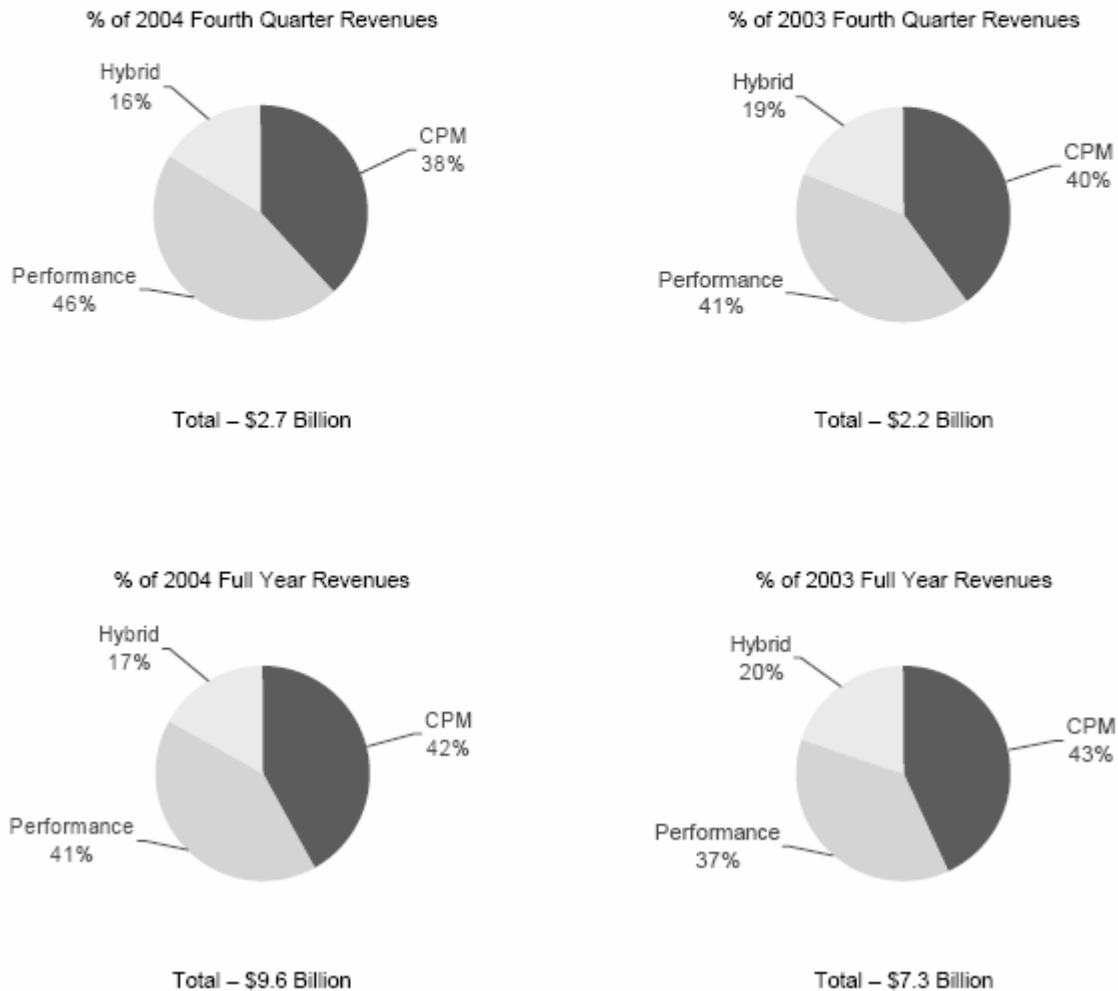 % of 2004 Fourth Quarter Revenues
Hybrid
16%
CPM
38%
Performance
46%
Total – $2.7 Billion
% of 2003 Fourth Quarter Revenues
Hybrid
19%
CPM
40%
Performance
41%
Total – $2.2 Billion
% of 2004 Full Year Revenues
Hybrid
17%
CPM
42%
Performance
41%
Total – $9.6 Billion
% of 2003 Full Year Revenues
Hybrid
20%
CPM
43%
Performance
37%
Total – $7.3 Billion